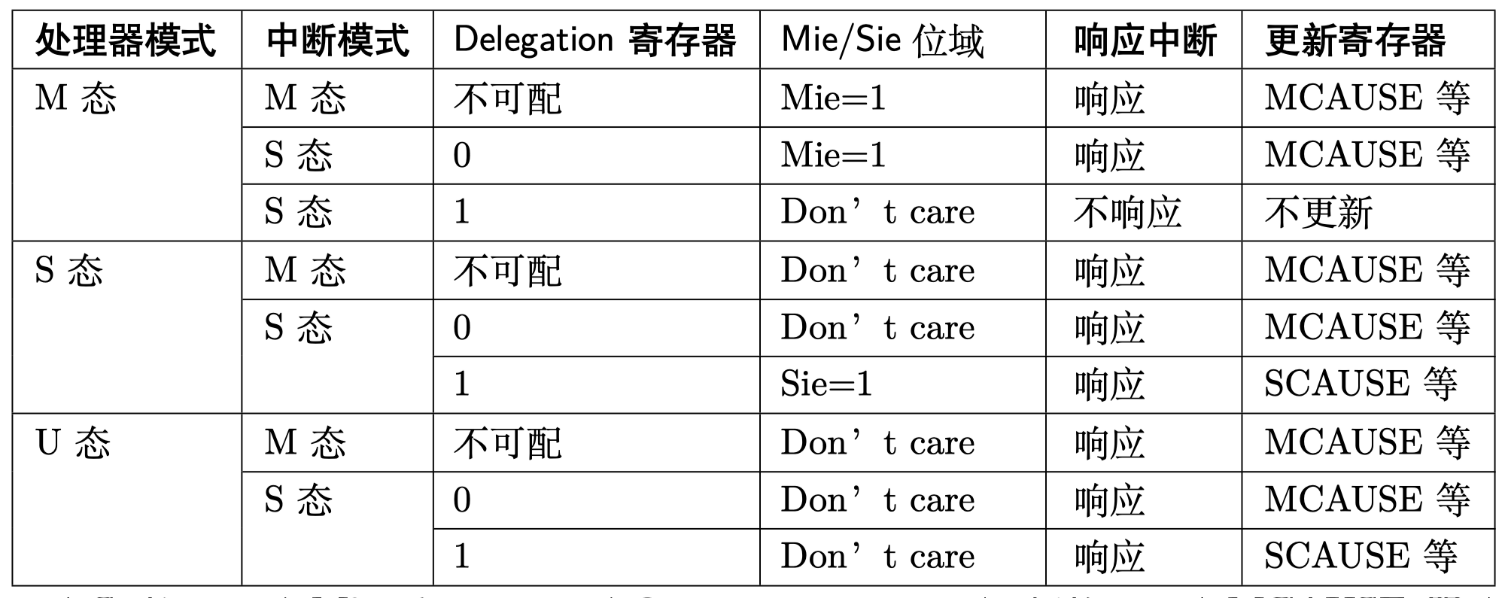 处理器模式 中断模式 Delegation 寄存器 Mie/Sie 位域 响应中断 更新寄存器
M 态 M 态 不可配 Mie=1 响应 MCAUSE 等
S 态 0 Mie=1 响应 MCAUSE 等
S 态 1 Don’t care 不响应 不更新
S 态 M 态 不可配 Don’t care 响应 MCAUSE 等
S 态 0 Don’t care 响应 MCAUSE 等
1 Sie=1 响应 SCAUSE 等
U 态 M 态 不可配 Don’t care 响应 MCAUSE 等
S 态 0 Don’t care 响应 MCAUSE 等
1 Don’t care 响应 SCAUSE 等